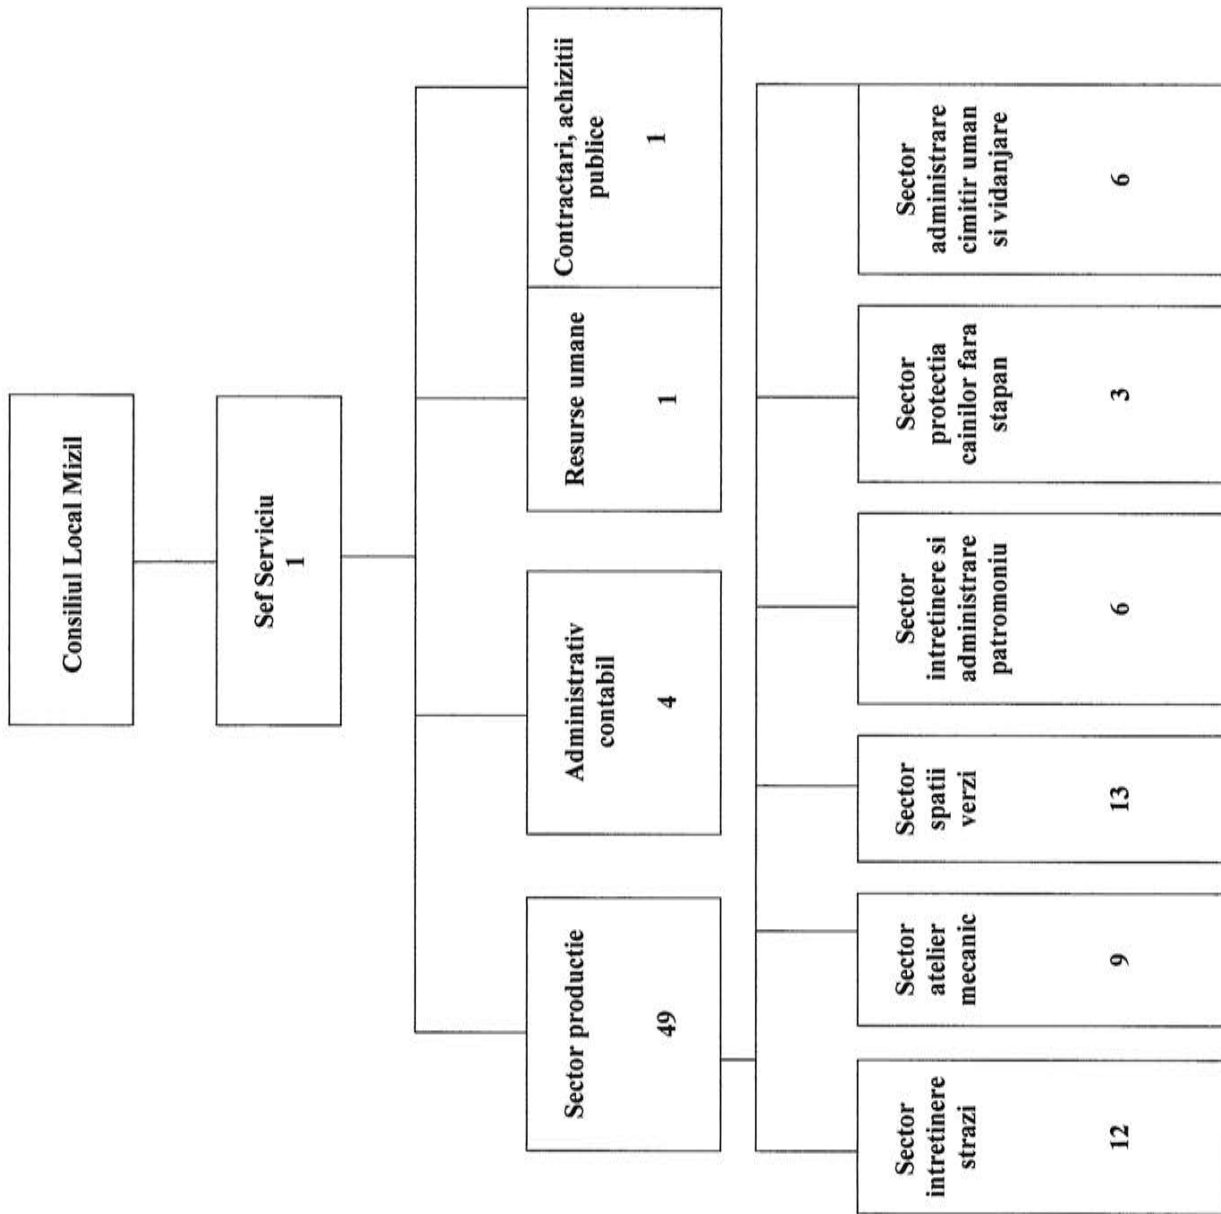 Consiliul Local Mizil
Sef Serviciu
1
Sector productie
49
Administrativ
contabil
4
Resurse umane
1
Contractari, achizitii
publice
1
Sector
intretinere
strazi
12
Sector
atelier
mecanic
9
Sector
spatii
verzi
13
Sector
intretinere si
administrare
patromoniu
6
Sector
protectia
cainilor fara
stapan
3
Sector
administrare
cimitir uman
si vidanjare
6